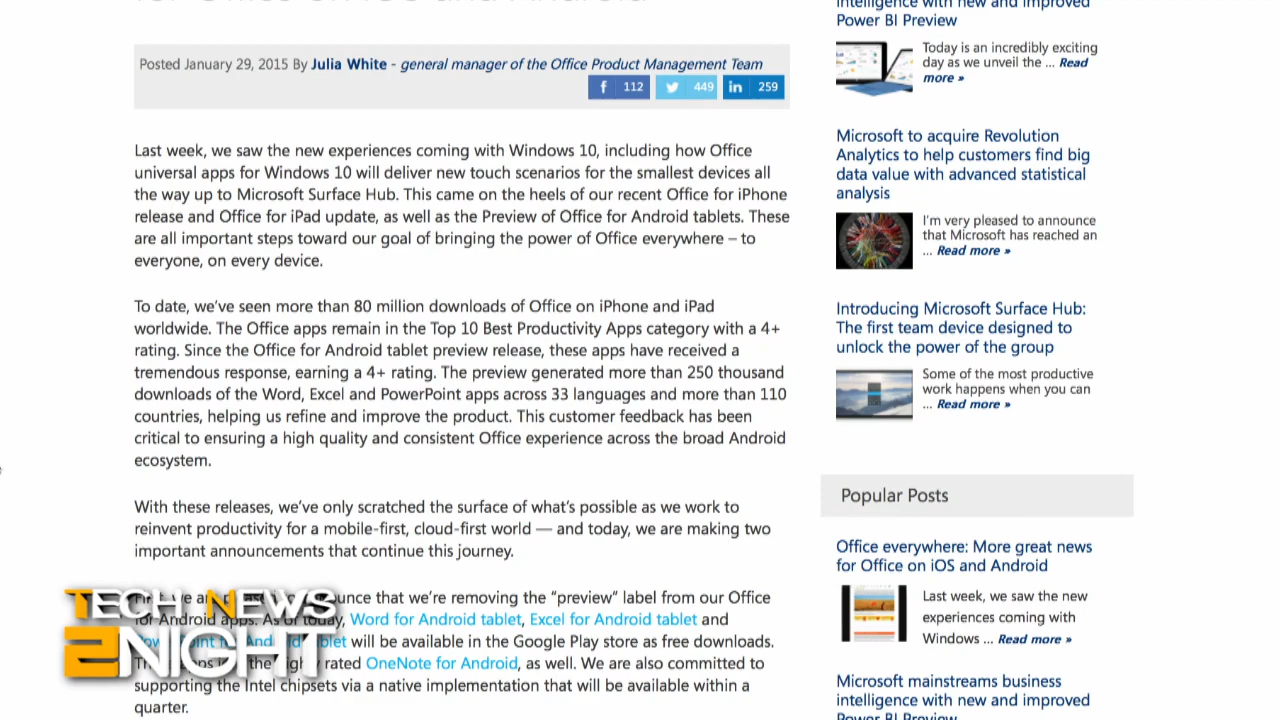 Posted January 29, 2015 By Julia White - general manager of the Office Product Management Team
112 449 in 259
Last week, we saw the new experiences coming with Windows 10, including how Office
universal apps for Windows 10 will deliver new touch scenarios for the smallest devices all
the way up to Microsoft Surface Hub. This came on the heels of our recent Office for iPhone
release and Office for iPad update, as well as the Preview of Office for Android tablets. These
are all important steps toward our goal of bringing the power of Office everywhere – to
everyone, on every device.
To date, we've seen more than 80 million downloads of Office on iPhone and iPad
worldwide. The Office apps remain in the Top 10 Best Productivity Apps category with a 4+
rating. Since the Office for Android tablet preview release, these apps have received a
tremendous response, earning a 4+ rating. The preview generated more than 250 thousand
downloads of the Word, Excel and PowerPoint apps across 33 languages and more than 110
countries, helping us refine and improve the product. This customer feedback has been
critical to ensuring a high quality and consistent Office experience across the broad Android
ecosystem.
With these releases, we've only scratched the surface of what's possible as we work to
reinvent productivity for a mobile-first, cloud-first world — and today, we are making two
important announcements that continue this journey.
that we're removing the "preview" label from our Office
for Android apps. As of today, Word for Android tablet, Excel for Android tablet and
will be available in the Google Play store as free downloads.
rated OneNote for Android, as well. We are also committed to
supporting the Intel chipsets via a native implementation that will be available within a
quarter.
TECH NEWS
2NIGHT
intelligence with new and improved
Power BI Preview
Today is an incredibly exciting
day as we unveil the ... Read
more »
Microsoft to acquire Revolution
Analytics to help customers find big
data value with advanced statistical
analysis
I'm very pleased to announce
that Microsoft has reached an
... Read more »
Introducing Microsoft Surface Hub:
The first team device designed to
unlock the power of the group
Some of the most productive
work happens when you can
... Read more »
Popular Posts
Office everywhere: More great news
for Office on iOS and Android
Last week, we saw the new
experiences coming with
Windows ... Read more »
Microsoft mainstreams business
intelligence with new and improved
Power BI Preview